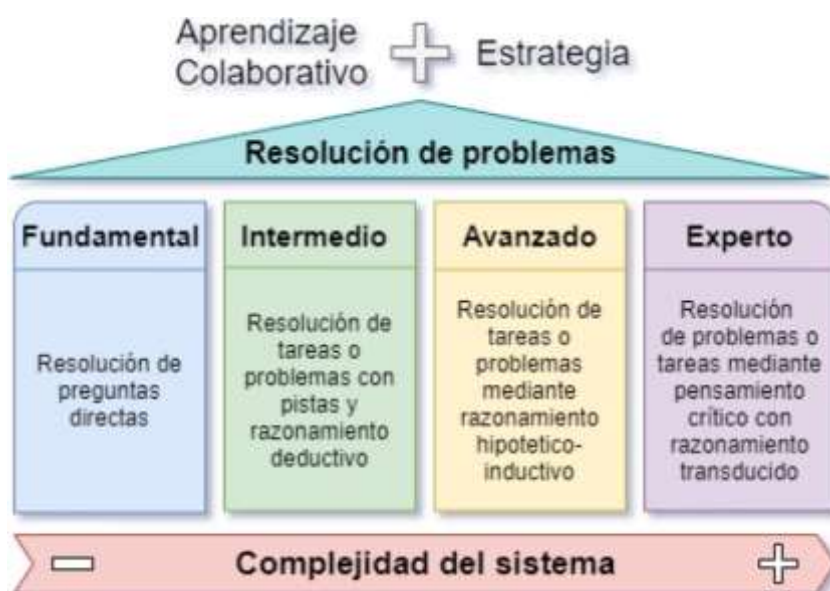 Aprendizaje
Colaborativo
Estrategia
Resolución de problemas
Fundamental
Resolución de
preguntas
directas
Intermedio
Resolución de
tareas o
problemas con
pistas y
razonamiento
deductivo
Avanzado
Resolución de
tareas o
problemas
mediante
razonamiento
hipotetico-
inductivo
Experto
Resolución
de problemas o
tareas mediante
pensamiento
crítico con
razonamiento
transducido
Complejidad del sistema